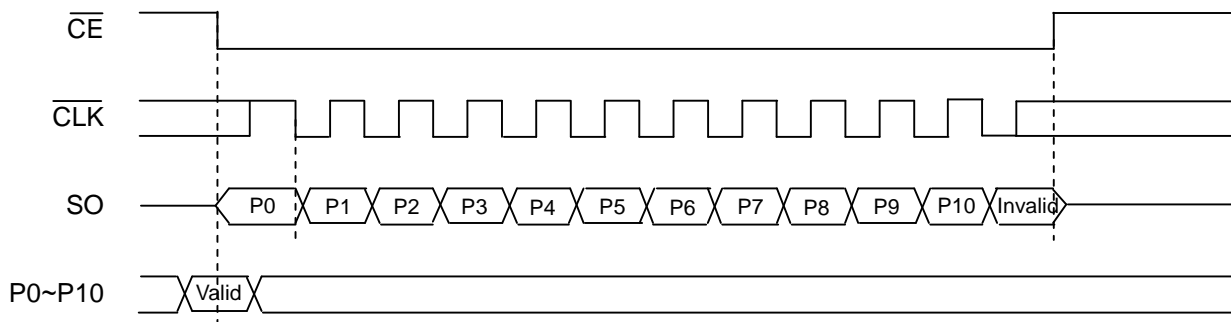 CE
CLK
SO P0 P1 P2 P3 P4 P5 P6 P7 P8 P9 P10 Invalid
P0~P10 Valid